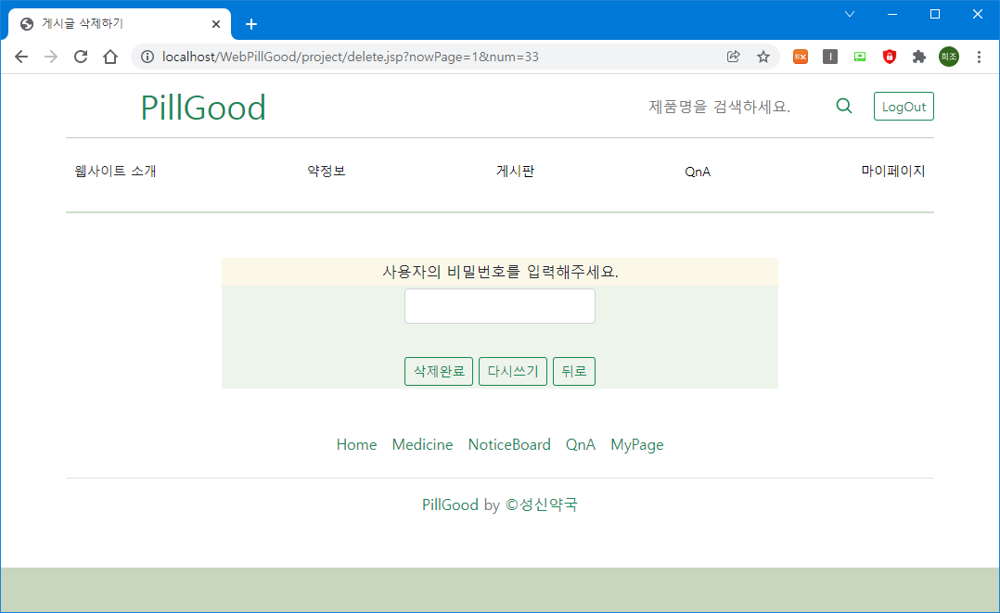 게시글 삭제하기
localhost/WebPillGood/project/delete.jsp?nowPage=1&num=33
희조
PillGood 제품명을 검색하세요. LogOut
웹사이트 소개 약정보 게시판 QnA 마이페이지
사용자의 비밀번호를 입력해주세요.
삭제완료 다시쓰기 뒤로
Home Medicine NoticeBoard QnA MyPage
PillGood by ©성신약국